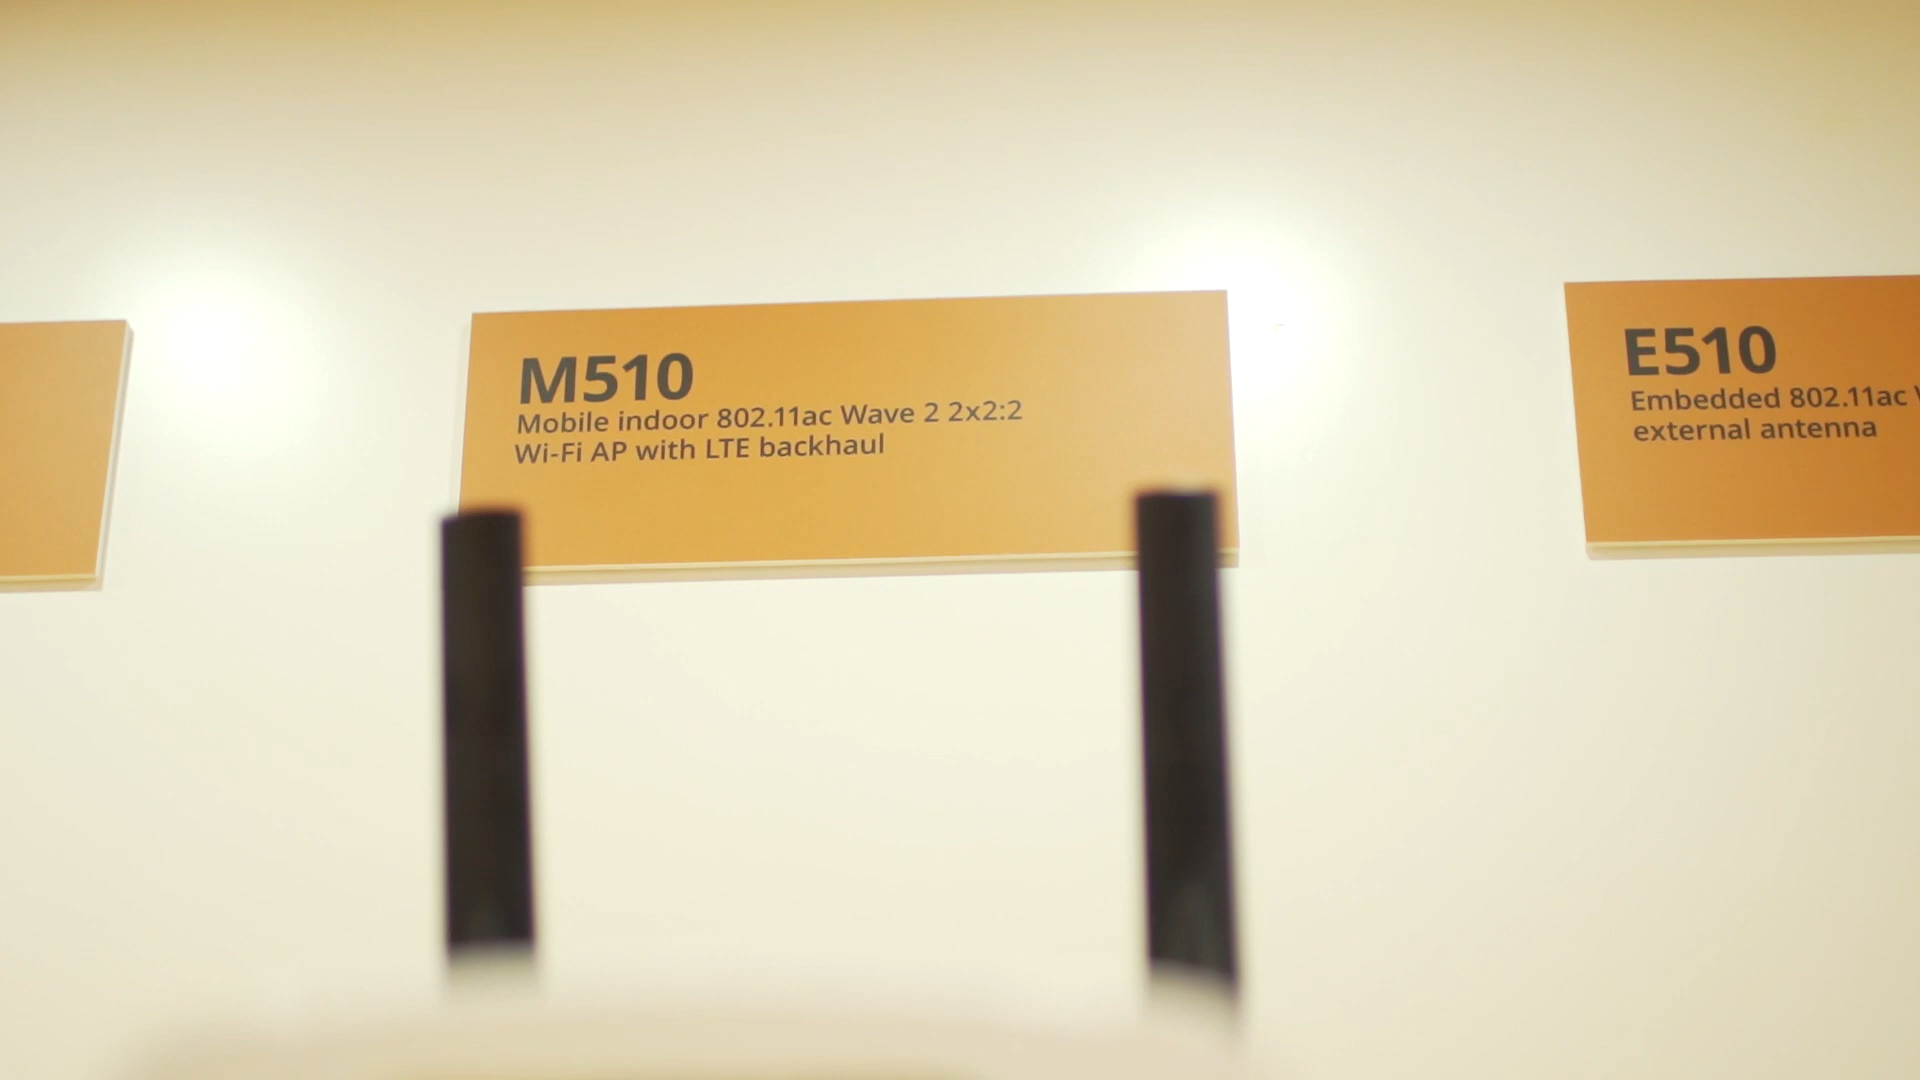 M510
Mobile indoor 802.11ac Wave 2 2x2:2
Wi-Fi AP with LTE backhaul
E510
Embedded 802.11ac
external antenna